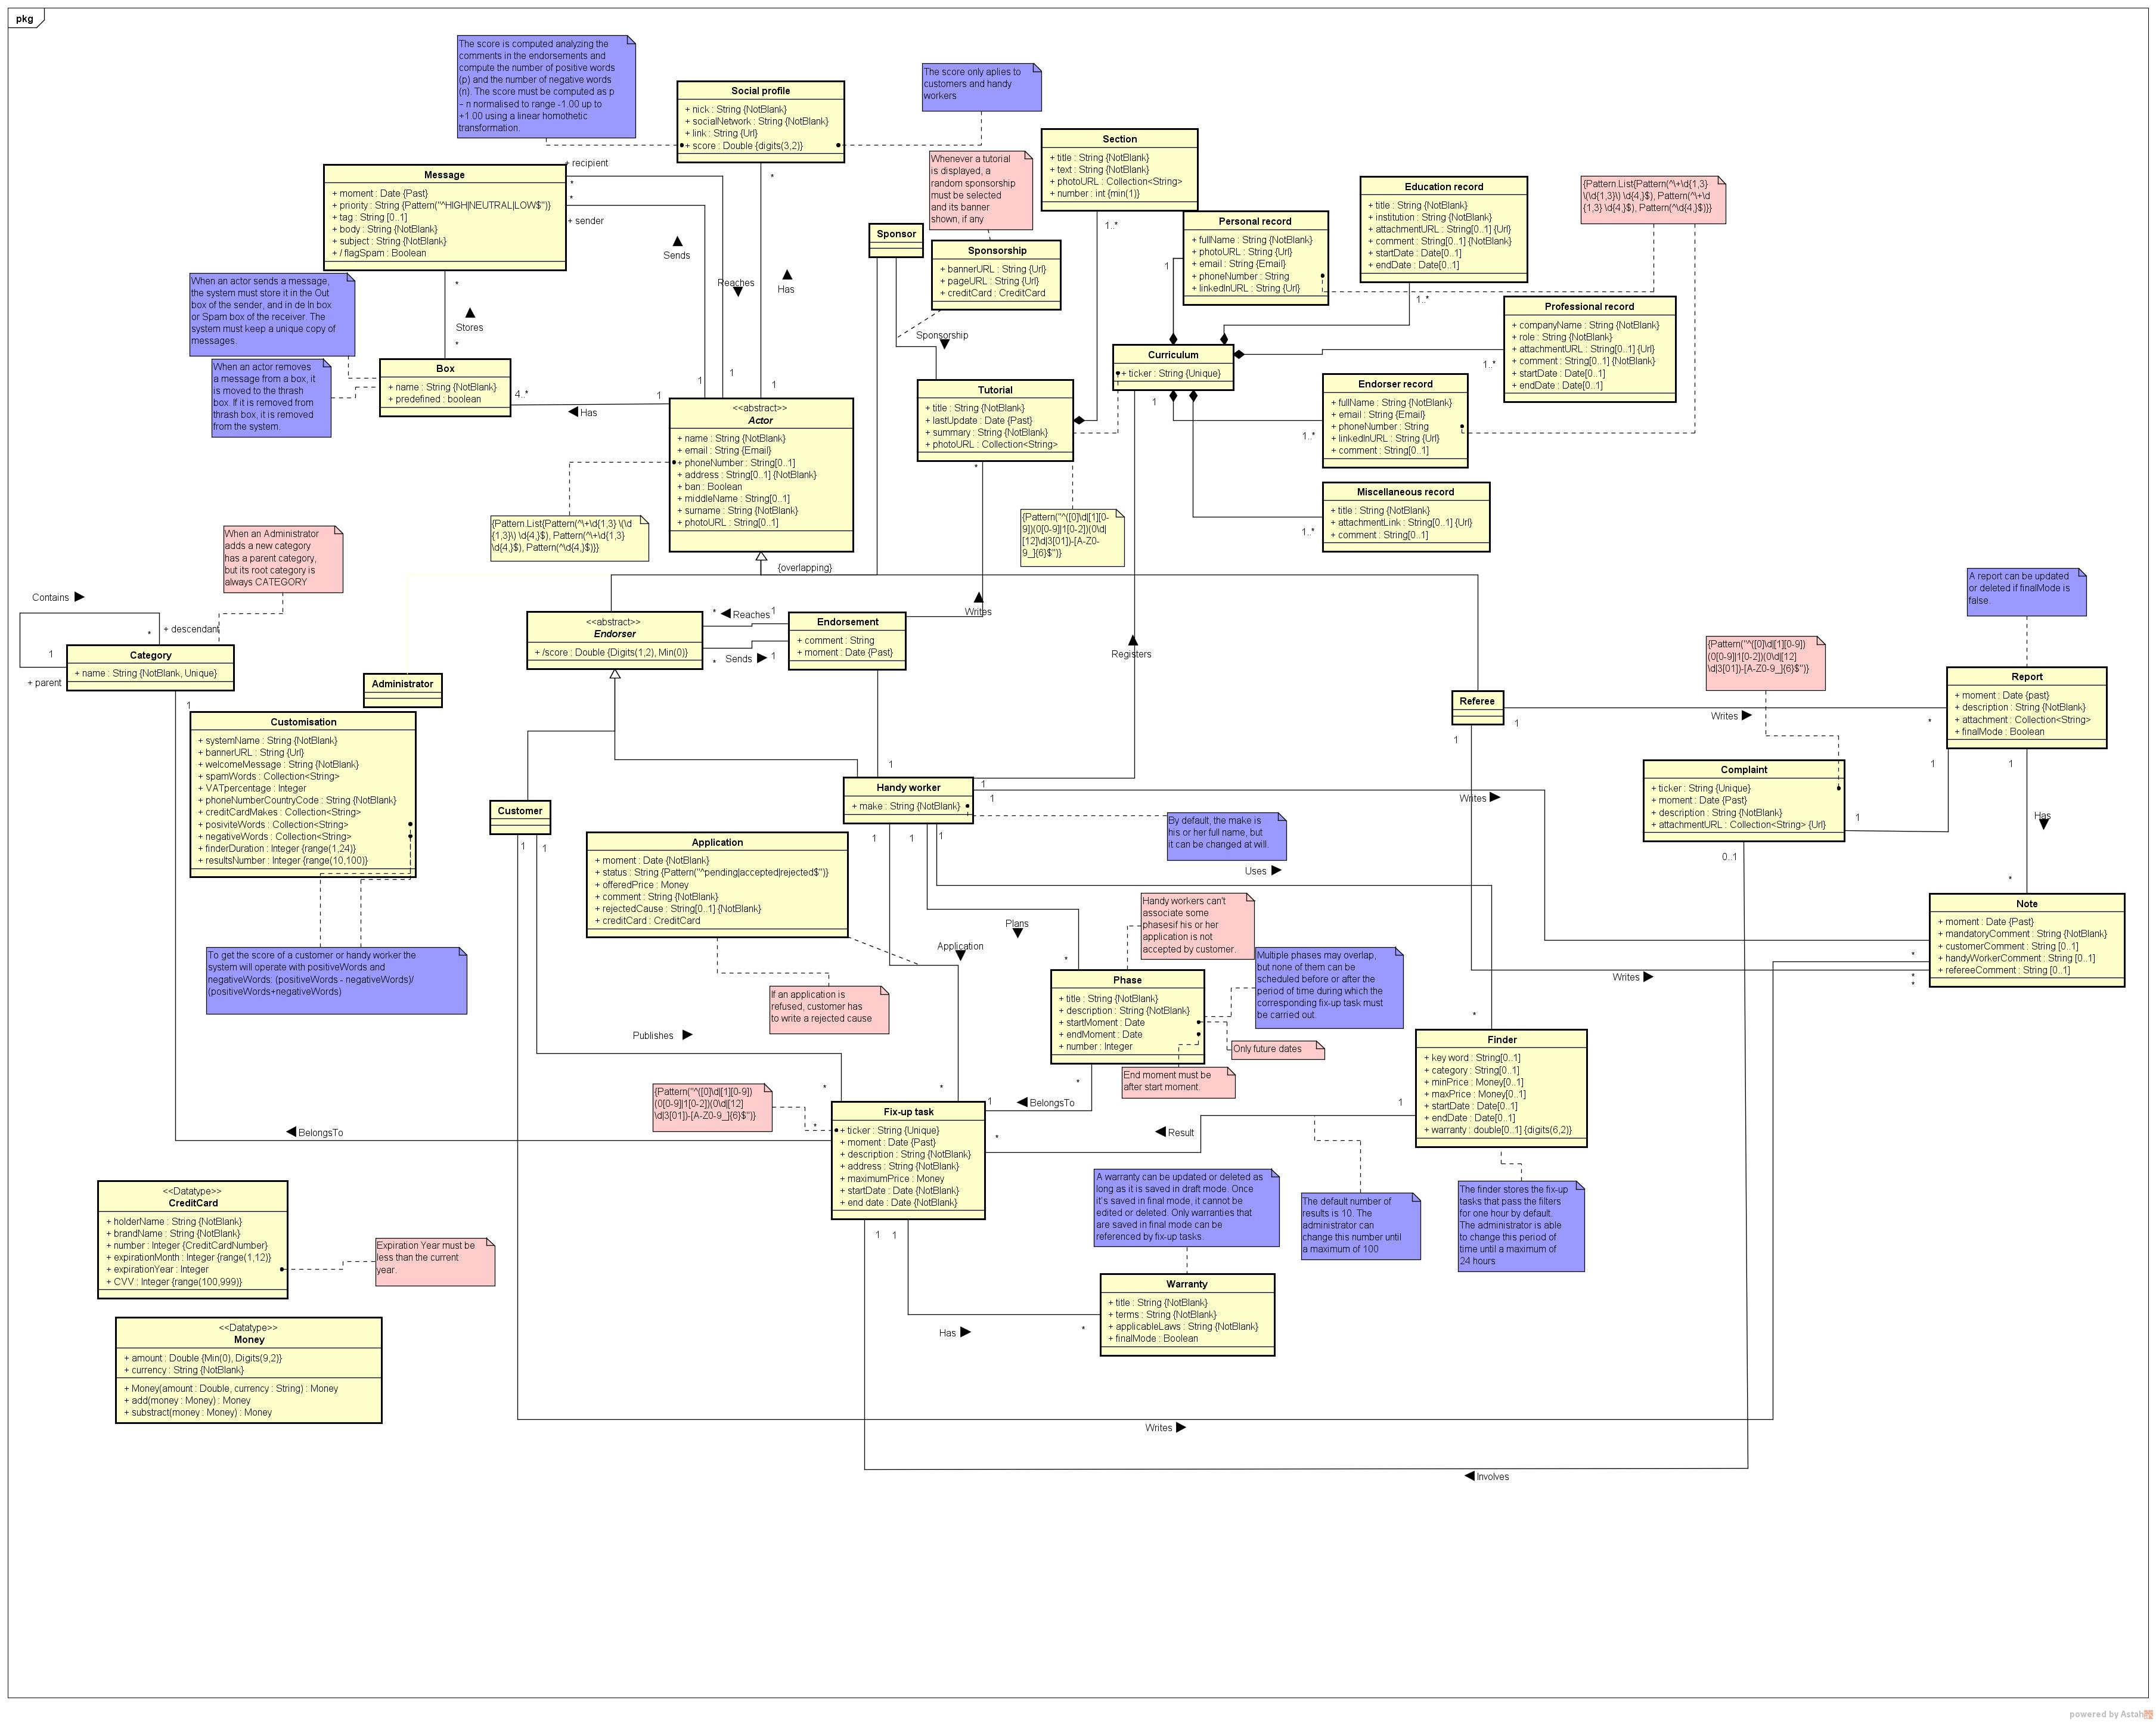 pkg
The score is computed analyzing the
comments in the endorsements and
compute the number of positive words
(p) and the number of negative words
(n). The score must be computed as p
– n normalised to range -1.00 up to
+1.00 using a linear homothetic
transformation.
Social profile
+ nick : String {NotBlank}
+ socialNetwork : String {NotBlank}
+ link : String {Url}
+ score : Double {digits(3,2)}
The score only aplies to
customers and handy
workers
Message
+ moment : Date {Past}
+ priority : String {Pattern("^HIGH|NEUTRAL|LOW$")}
+ tag : String [0..1]
+ body : String {NotBlank}
+ subject : String {NotBlank}
+ / flagSpam : Boolean
+ recipient
*
*
+ sender
Sends
Reaches
Has
*
1
1
1
Whenever a tutorial
is displayed, a
random sponsorship
must be selected
and its banner
shown, if any
Section
+ title : String {NotBlank}
+ text : String {NotBlank}
+ photoURL : Collection<String>
+ number : int {min(1)}
1..*
Sponsor
Sponsorship
+ bannerURL : String {Url}
+ pageURL : String {Url}
+ creditCard : CreditCard
Sponsorship
Personal record
+ fullName : String {NotBlank}
+ photoURL : String {Url}
+ email : String {Email}
+ phoneNumber : String
+ linkedInURL : String {Url}
1
Education record
+ title : String {NotBlank}
+ institution : String {NotBlank}
+ attachmentURL : String[0..1] {Url}
+ comment : String[0..1] {NotBlank}
+ startDate : Date[0..1]
+ endDate : Date[0..1]
1..*
{Pattern.List{Pattern(^\+\d{1,3}
\(\d{1,3}\) \d{4,}$), Pattern(^\+\d
{1,3} \d{4,}$), Pattern(^\d{4,}$)}}
Professional record
+ companyName : String {NotBlank}
+ role : String {NotBlank}
+ attachmentURL : String[0..1] {Url}
+ comment : String[0..1] {NotBlank}
+ startDate : Date[0..1]
+ endDate : Date[0..1]
1..*
When an actor sends a message,
the system must store it in the Out
box of the sender, and in de In box
or Spam box of the receiver. The
system must keep a unique copy of
messages.
*
Stores
*
When an actor removes
a message from a box, it
is moved to the thrash
box. If it is removed from
thrash box, it is removed
from the system.
Box
+ name : String {NotBlank}
+ predefined : boolean
4..*
Has
1
Curriculum
+ ticker : String {Unique}
1
Endorser record
+ fullName : String {NotBlank}
+ email : String {Email}
+ phoneNumber : String
+ linkedInURL : String {Url}
+ comment : String[0..1]
1..*
Tutorial
+ title : String {NotBlank}
+ lastUpdate : Date {Past}
+ summary : String {NotBlank}
+ photoURL : Collection<String>
*
<<abstract>>
Actor
+ name : String {NotBlank}
+ email : String {Email}
+ phoneNumber : String[0..1]
+ address : String[0..1] {NotBlank}
+ ban : Boolean
+ middleName : String[0..1]
+ surname : String {NotBlank}
+ photoURL : String[0..1]
Miscellaneous record
+ title : String {NotBlank}
+ attachmentLink : String[0..1] {Url}
+ comment : String[0..1]
1..*
{Pattern.List{Pattern(^\+\d{1,3} \(\d
{1,3}\) \d{4,}$), Pattern(^\+\d{1,3}
\d{4,}$), Pattern(^\d{4,}$)}}
{Pattern("^([0]\d|[1][0-
9])(0[0-9]|1[0-2])(0\d|
[12]\d|3[01])-[A-Z0-
9_]{6}$")}
{overlapping}
When an Administrator
adds a new category
has a parent category,
but its root category is
always CATEGORY
Contains
+ descendant
*
1
+ parent
Category
+ name : String {NotBlank, Unique}
1
Administrator
<<abstract>>
Endorser
+ /score : Double {Digits(1,2), Min(0)}
*
Reaches
1
*
Sends
1
Endorsement
+ comment : String
+ moment : Date {Past}
Writes
Registers
A report can be updated
or deleted if finalMode is
false.
{Pattern("^([0]\d|[1][0-9])
(0[0-9]|1[0-2])(0\d|[12]
\d|3[01])-[A-Z0-9_]{6}$")}
Report
+ moment : Date {past}
+ description : String {NotBlank}
+ attachment : Collection<String>
+ finalMode : Boolean
Referee
1
Writes
*
1
1
1
Customisation
+ systemName : String {NotBlank}
+ bannerURL : String {Url}
+ welcomeMessage : String {NotBlank}
+ spamWords : Collection<String>
+ VATpercentage : Integer
+ phoneNumberCountryCode : String {NotBlank}
+ creditCardMakes : Collection<String>
+ posiviteWords : Collection<String>
+ negativeWords : Collection<String>
+ finderDuration : Integer {range(1,24)}
+ resultsNumber : Integer {range(10,100)}
Customer
1
1
1
Handy worker
+ make : String {NotBlank}
1
1
1
1
1
Writes
Complaint
+ ticker : String {Unique}
+ moment : Date {Past}
+ description : String {NotBlank}
+ attachmentURL : Collection<String> {Url}
1
0..1
Has
*
By default, the make is
his or her full name, but
it can be changed at will.
Uses
Application
+ moment : Date {NotBlank}
+ status : String {Pattern("^pending|accepted|rejected$")}
+ offeredPrice : Money
+ comment : String {NotBlank}
+ rejectedCause : String[0..1] {NotBlank}
+ creditCard : CreditCard
Plans
Application
*
Handy workers can't
associate some
phasesif his or her
application is not
accepted by customer.
Note
+ moment : Date {Past}
+ mandatoryComment : String {NotBlank}
+ customerComment : String [0..1]
+ handyWorkerComment : String [0..1]
+ refereeComment : String [0..1]
*
*
*
Writes
To get the score of a customer or handy worker the
system will operate with positiveWords and
negativeWords: (positiveWords - negativeWords)/
(positiveWords+negativeWords)
If an application is
refused, customer has
to write a rejected cause
Multiple phases may overlap,
but none of them can be
scheduled before or after the
period of time during which the
corresponding fix-up task must
be carried out.
Phase
+ title : String {NotBlank}
+ description : String {NotBlank}
+ startMoment : Date
+ endMoment : Date
+ number : Integer
Only future dates
End moment must be
after start moment.
*
Publishes
*
*
1
BelongsTo
*
Finder
+ key word : String[0..1]
+ category : String[0..1]
+ minPrice : Money[0..1]
+ maxPrice : Money[0..1]
+ startDate : Date[0..1]
+ endDate : Date[0..1]
+ warranty : double[0..1] {digits(6,2)}
1
Result
*
{Pattern("^([0]\d|[1][0-9])
(0[0-9]|1[0-2])(0\d|[12]
\d|3[01])-[A-Z0-9_]{6}$")}
*
BelongsTo
Fix-up task
+ ticker : String {Unique}
+ moment : Date {Past}
+ description : String {NotBlank}
+ address : String {NotBlank}
+ maximumPrice : Money
+ startDate : Date {NotBlank}
+ end date : Date {NotBlank}
1
1
A warranty can be updated or deleted as
long as it is saved in draft mode. Once
it's saved in final mode, it cannot be
edited or deleted. Only warranties that
are saved in final mode can be
referenced by fix-up tasks.
The default number of
results is 10. The
administrator can
change this number until
a maximum of 100
The finder stores the fix-up
tasks that pass the filters
for one hour by default.
The administrator is able
to change this period of
time until a maximum of
24 hours
<<Datatype>>
CreditCard
+ holderName : String {NotBlank}
+ brandName : String {NotBlank}
+ number : Integer {CreditCardNumber}
+ expirationMonth : Integer {range(1,12)}
+ expirationYear : Integer
+ CVV : Integer {range(100,999)}
Expiration Year must be
less than the current
year.
Warranty
+ title : String {NotBlank}
+ terms : String {NotBlank}
+ applicableLaws : String {NotBlank}
+ finalMode : Boolean
Has
*
<<Datatype>>
Money
+ amount : Double {Min(0), Digits(9,2)}
+ currency : String {NotBlank}
+ Money(amount : Double, currency : String) : Money
+ add(money : Money) : Money
+ substract(money : Money) : Money
Writes
Involves
powered by Astah